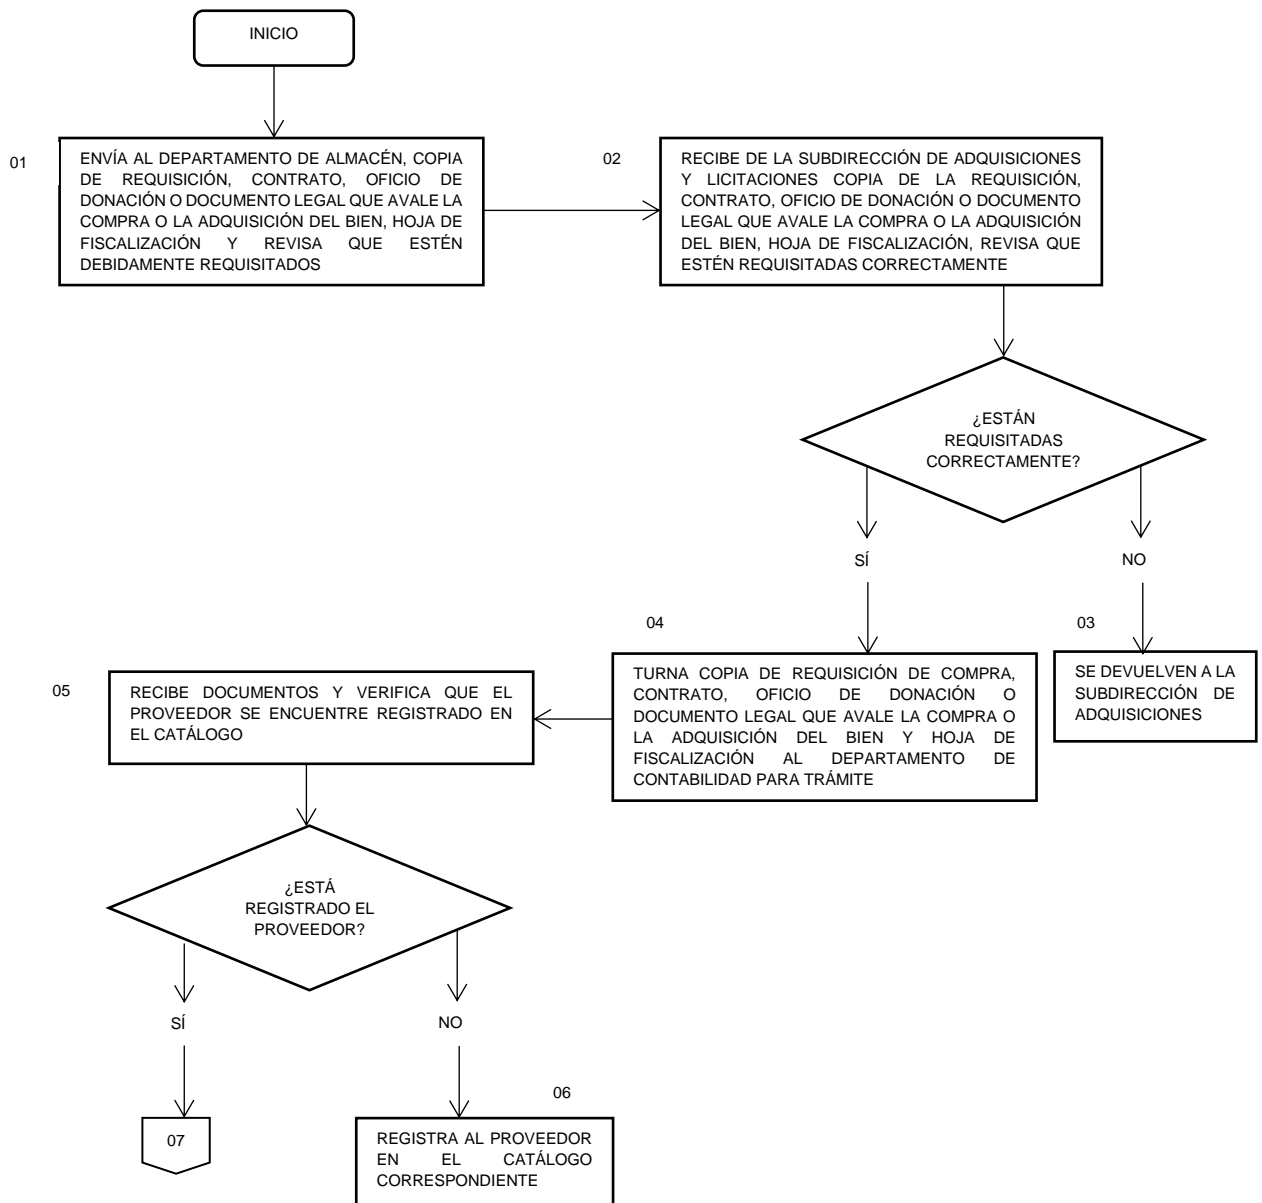 INICIO
01
ENVÍA AL DEPARTAMENTO DE ALMACÉN, COPIA
DE REQUISICIÓN, CONTRATO, OFICIO DE
DONACIÓN O DOCUMENTO LEGAL QUE AVALE LA
COMPRA O LA ADQUISICIÓN DEL BIEN, HOJA DE
FISCALIZACIÓN Y REVISA QUE ESTÉN
DEBIDAMENTE REQUISITADOS
02
RECIBE DE LA SUBDIRECCIÓN DE ADQUISICIONES
Y LICITACIONES COPIA DE LA REQUISICIÓN,
CONTRATO, OFICIO DE DONACIÓN O DOCUMENTO
LEGAL QUE AVALE LA COMPRA O LA ADQUISICIÓN
DEL BIEN, HOJA DE FISCALIZACIÓN, REVISA QUE
ESTÉN REQUISITADAS CORRECTAMENTE
¿ESTÁN
REQUISITADAS
CORRECTAMENTE?
SÍ
NO
03
SE DEVUELVEN A LA
SUBDIRECCIÓN DE
ADQUISICIONES
04
TURNA COPIA DE REQUISICIÓN DE COMPRA,
CONTRATO, OFICIO DE DONACIÓN O
DOCUMENTO LEGAL QUE AVALE LA COMPRA O
LA ADQUISICIÓN DEL BIEN Y HOJA DE
FISCALIZACIÓN AL DEPARTAMENTO DE
CONTABILIDAD PARA TRÁMITE
05
RECIBE DOCUMENTOS Y VERIFICA QUE EL
PROVEEDOR SE ENCUENTRE REGISTRADO EN
EL CATÁLOGO
¿ESTÁ
REGISTRADO EL
PROVEEDOR?
SÍ
NO
07
06
REGISTRA AL PROVEEDOR
EN EL CATÁLOGO
CORRESPONDIENTE